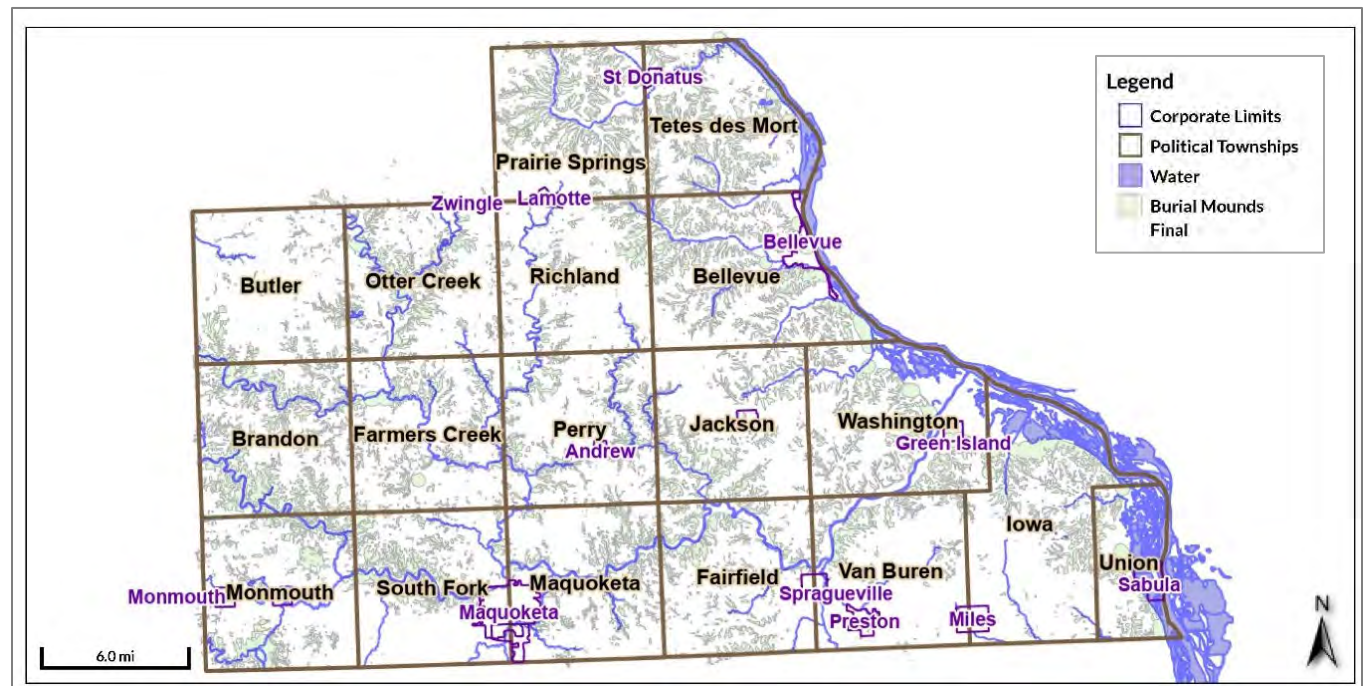 St Donatus
Tetes des Mort
Prairie Springs
Zwingle
Lamotte
Bellevue
Butler
Otter Creek
Richland
Bellevue
Brandon
Farmers Creek
Perry
Andrew
Jackson
Washington
Green Island
Monmouth
Monmouth
South Fork
Maquoketa
Maquoketa
Fairfield
Spragueville
Van Buren
Preston
Miles
Iowa
Union
Sabula
Legend
Corporate Limits
Political Townships
Water
Burial Mounds
Final
6.0 mi
N